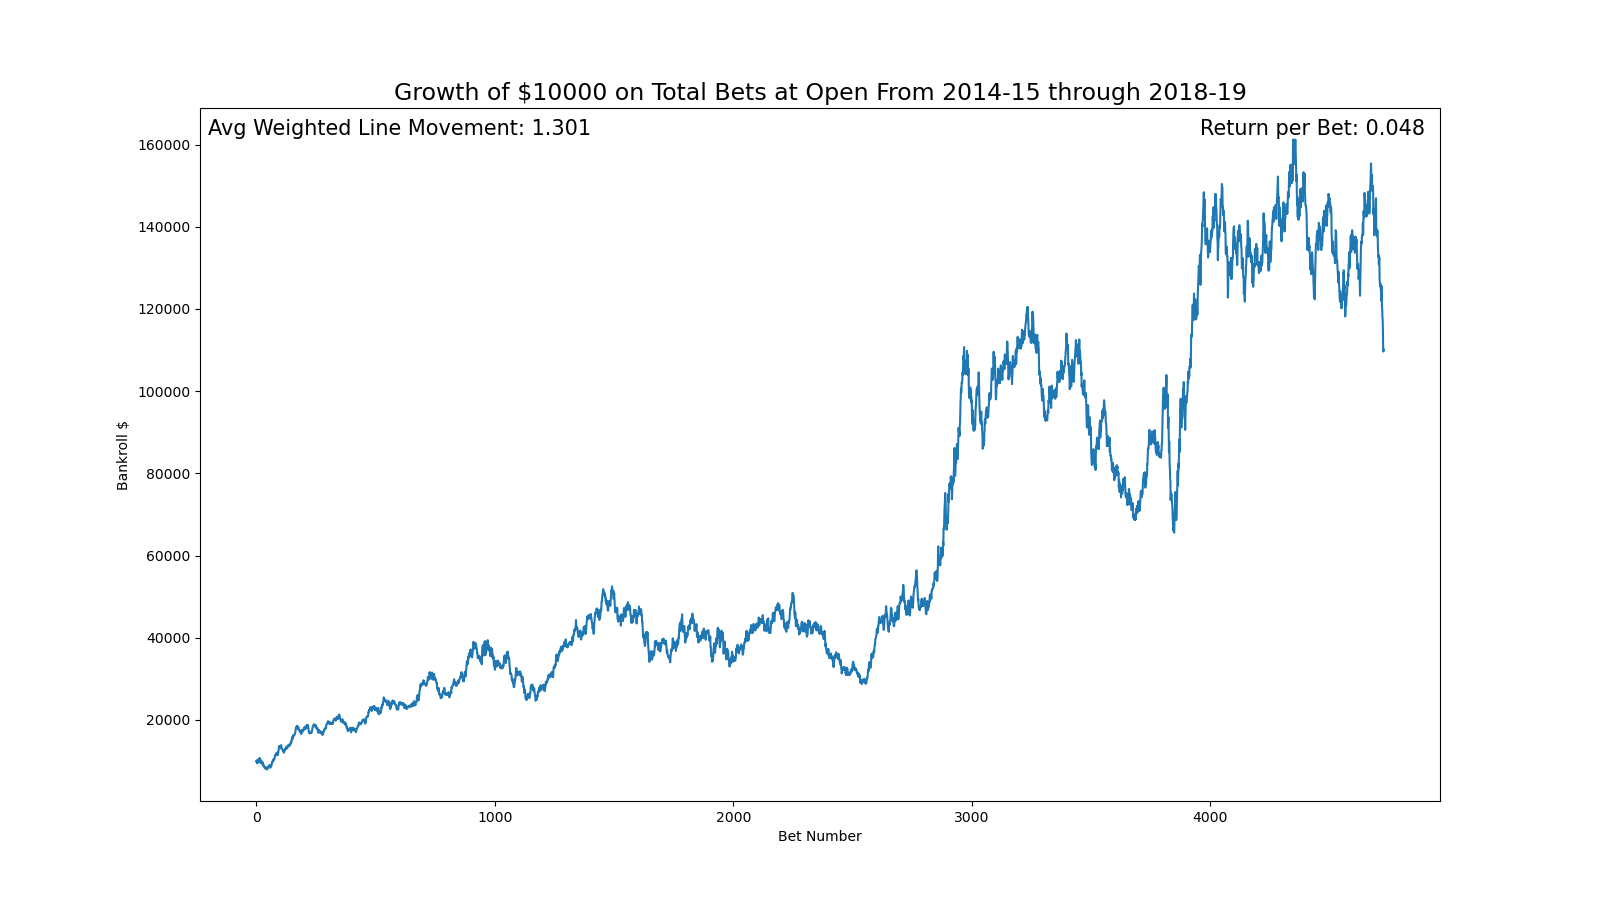 Growth of $10000 on Total Bets at Open From 2014-15 through 2018-19
Avg Weighted Line Movement: 1.301
Return per Bet: 0.048
160000
140000
120000
100000
80000
60000
40000
20000
Bankroll $
0 1000 2000 3000 4000
Bet Number